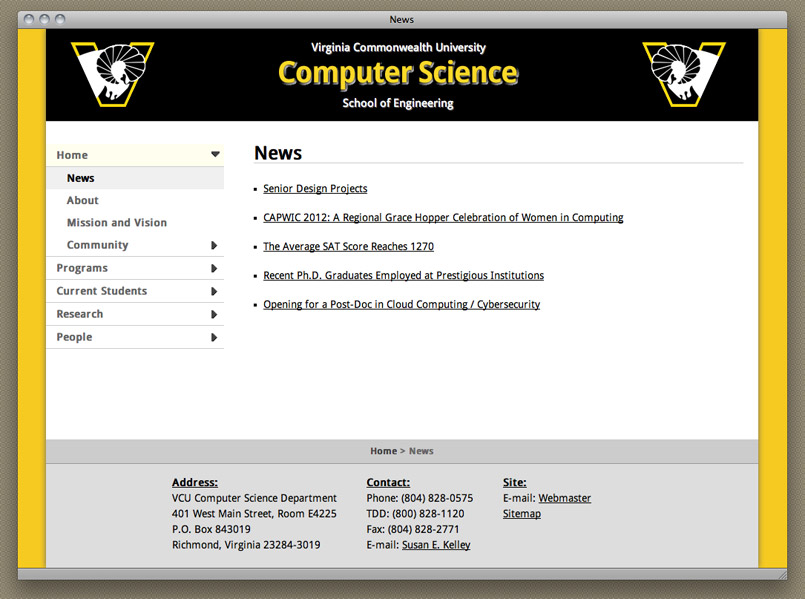 News
Virginia Commonwealth University
Computer Science
School of Engineering
Home
News
About
Mission and Vision
Community
Programs
Current Students
Research
People
News
Senior Design Projects
CAPWIC 2012: A Regional Grace Hopper Celebration of Women in Computing
The Average SAT Score Reaches 1270
Recent Ph.D. Graduates Employed at Prestigious Institutions
Opening for a Post-Doc in Cloud Computing / Cybersecurity
Home > News
Address:
VCU Computer Science Department
401 West Main Street, Room E4225
P.O. Box 843019
Richmond, Virginia 23284-3019
Contact:
Phone: (804) 828-0575
TDD: (800) 828-1120
Fax: (804) 828-2771
E-mail: Susan E. Kelley
Site:
E-mail: Webmaster
Sitemap